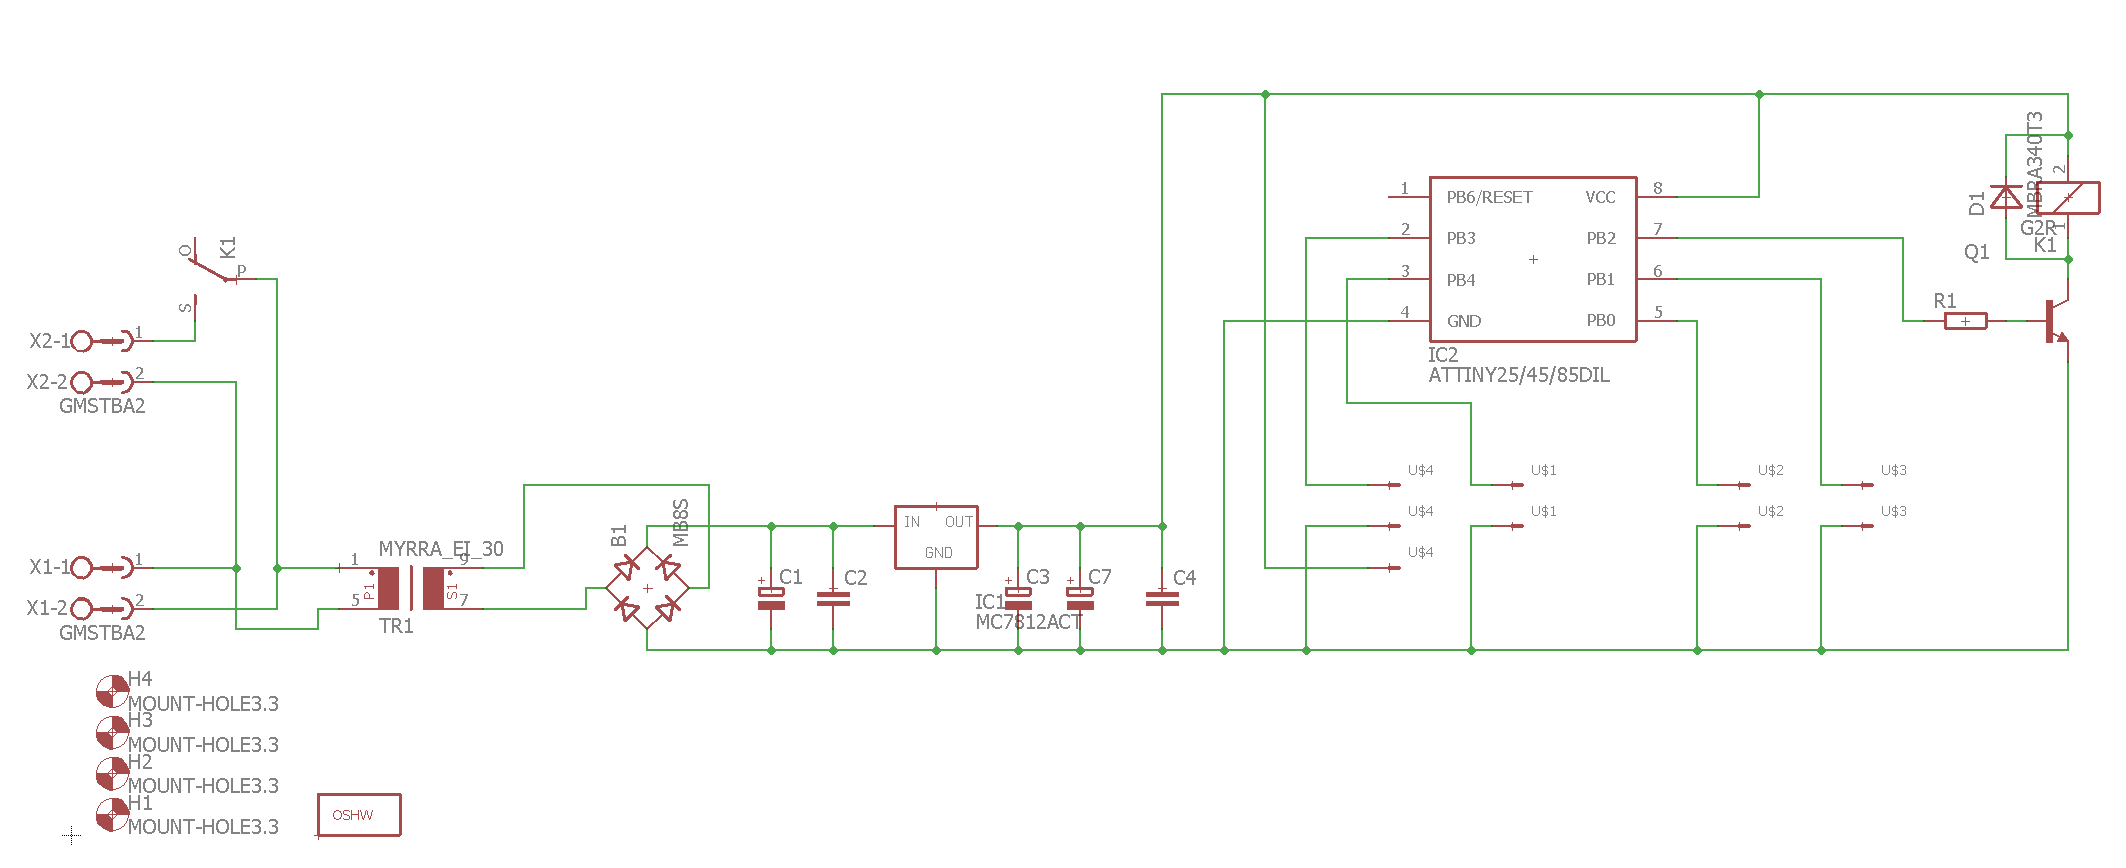 K1
O
P
S
X2-1
1
X2-2
2
GMSTBA2
X1-1
1
X1-2
2
GMSTBA2
MYRRA_EI_30
1
9
P1
S1
5
7
TR1
B1
MB8S
C1
+
C2
IN
OUT
GND
IC1
MC7812ACT
C3
+
C7
+
C4
1
PB6/RESET
VCC
8
2
PB3
PB2
7
3
PB4
PB1
6
4
GND
PB0
5
IC2
ATTINY25/45/85DIL
U$4
U$1
U$2
U$3
U$4
U$1
U$2
U$3
U$4
D1
MBRA340T3
2
1
G2R
K1
Q1
R1
H4
MOUNT-HOLE3.3
H3
MOUNT-HOLE3.3
H2
MOUNT-HOLE3.3
H1
MOUNT-HOLE3.3
OSHW